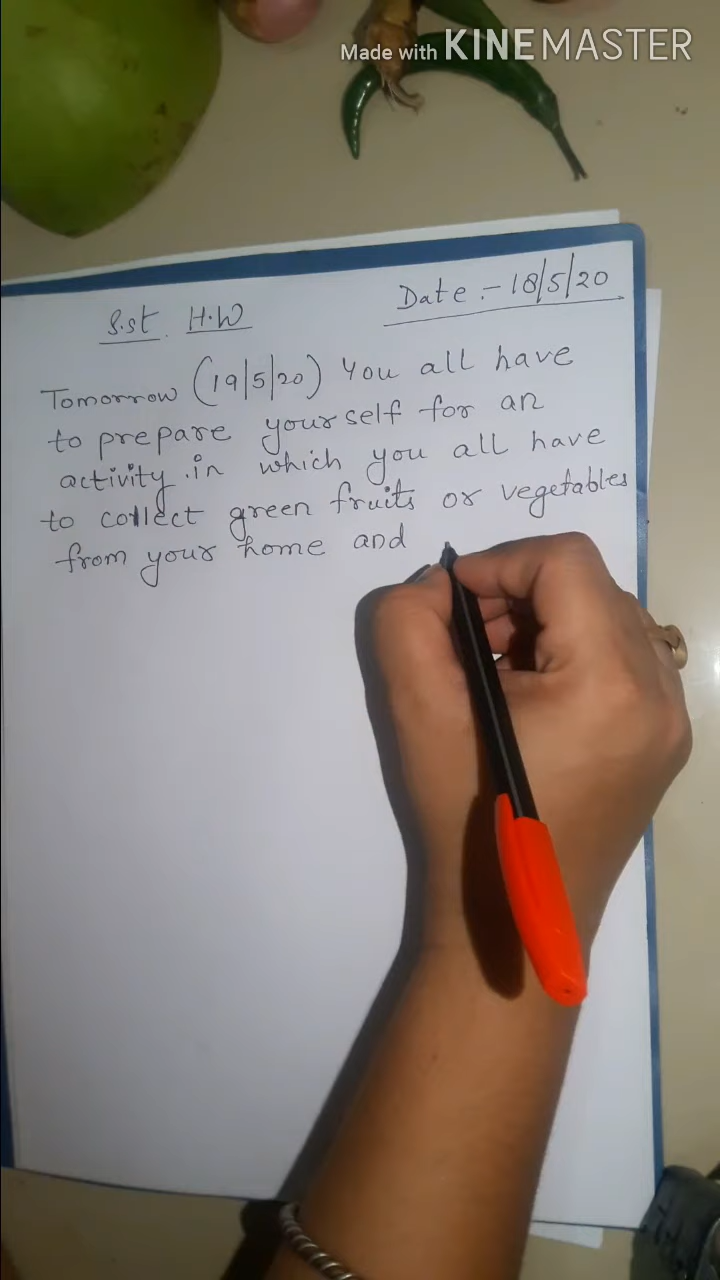 Made with KINEMASTER
S.st. H.W Date :- 18/5/20
Tomorrow (19/5/20) You all have
to prepare yourself for an
activity in which you all have
to collect green fruits or vegetables
from your home and